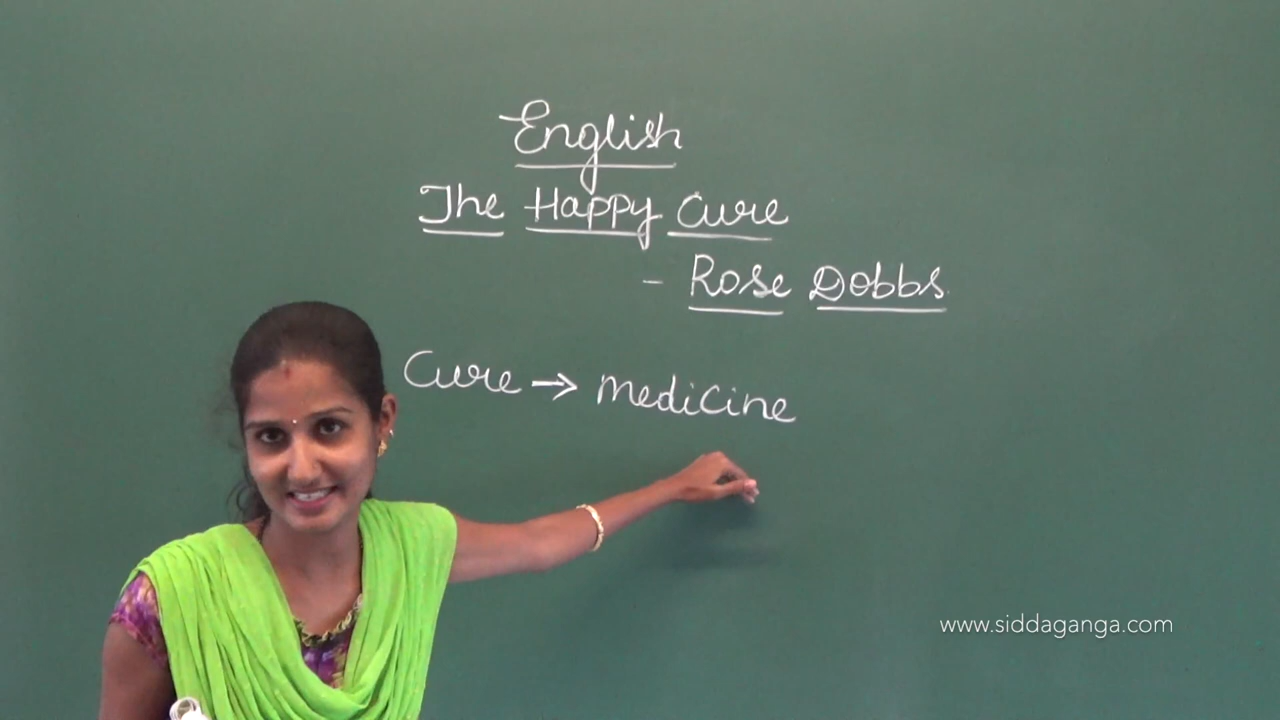 English
The Happy Cure
- Rose Dobbs
Cure → Medicine
www.siddaganga.com